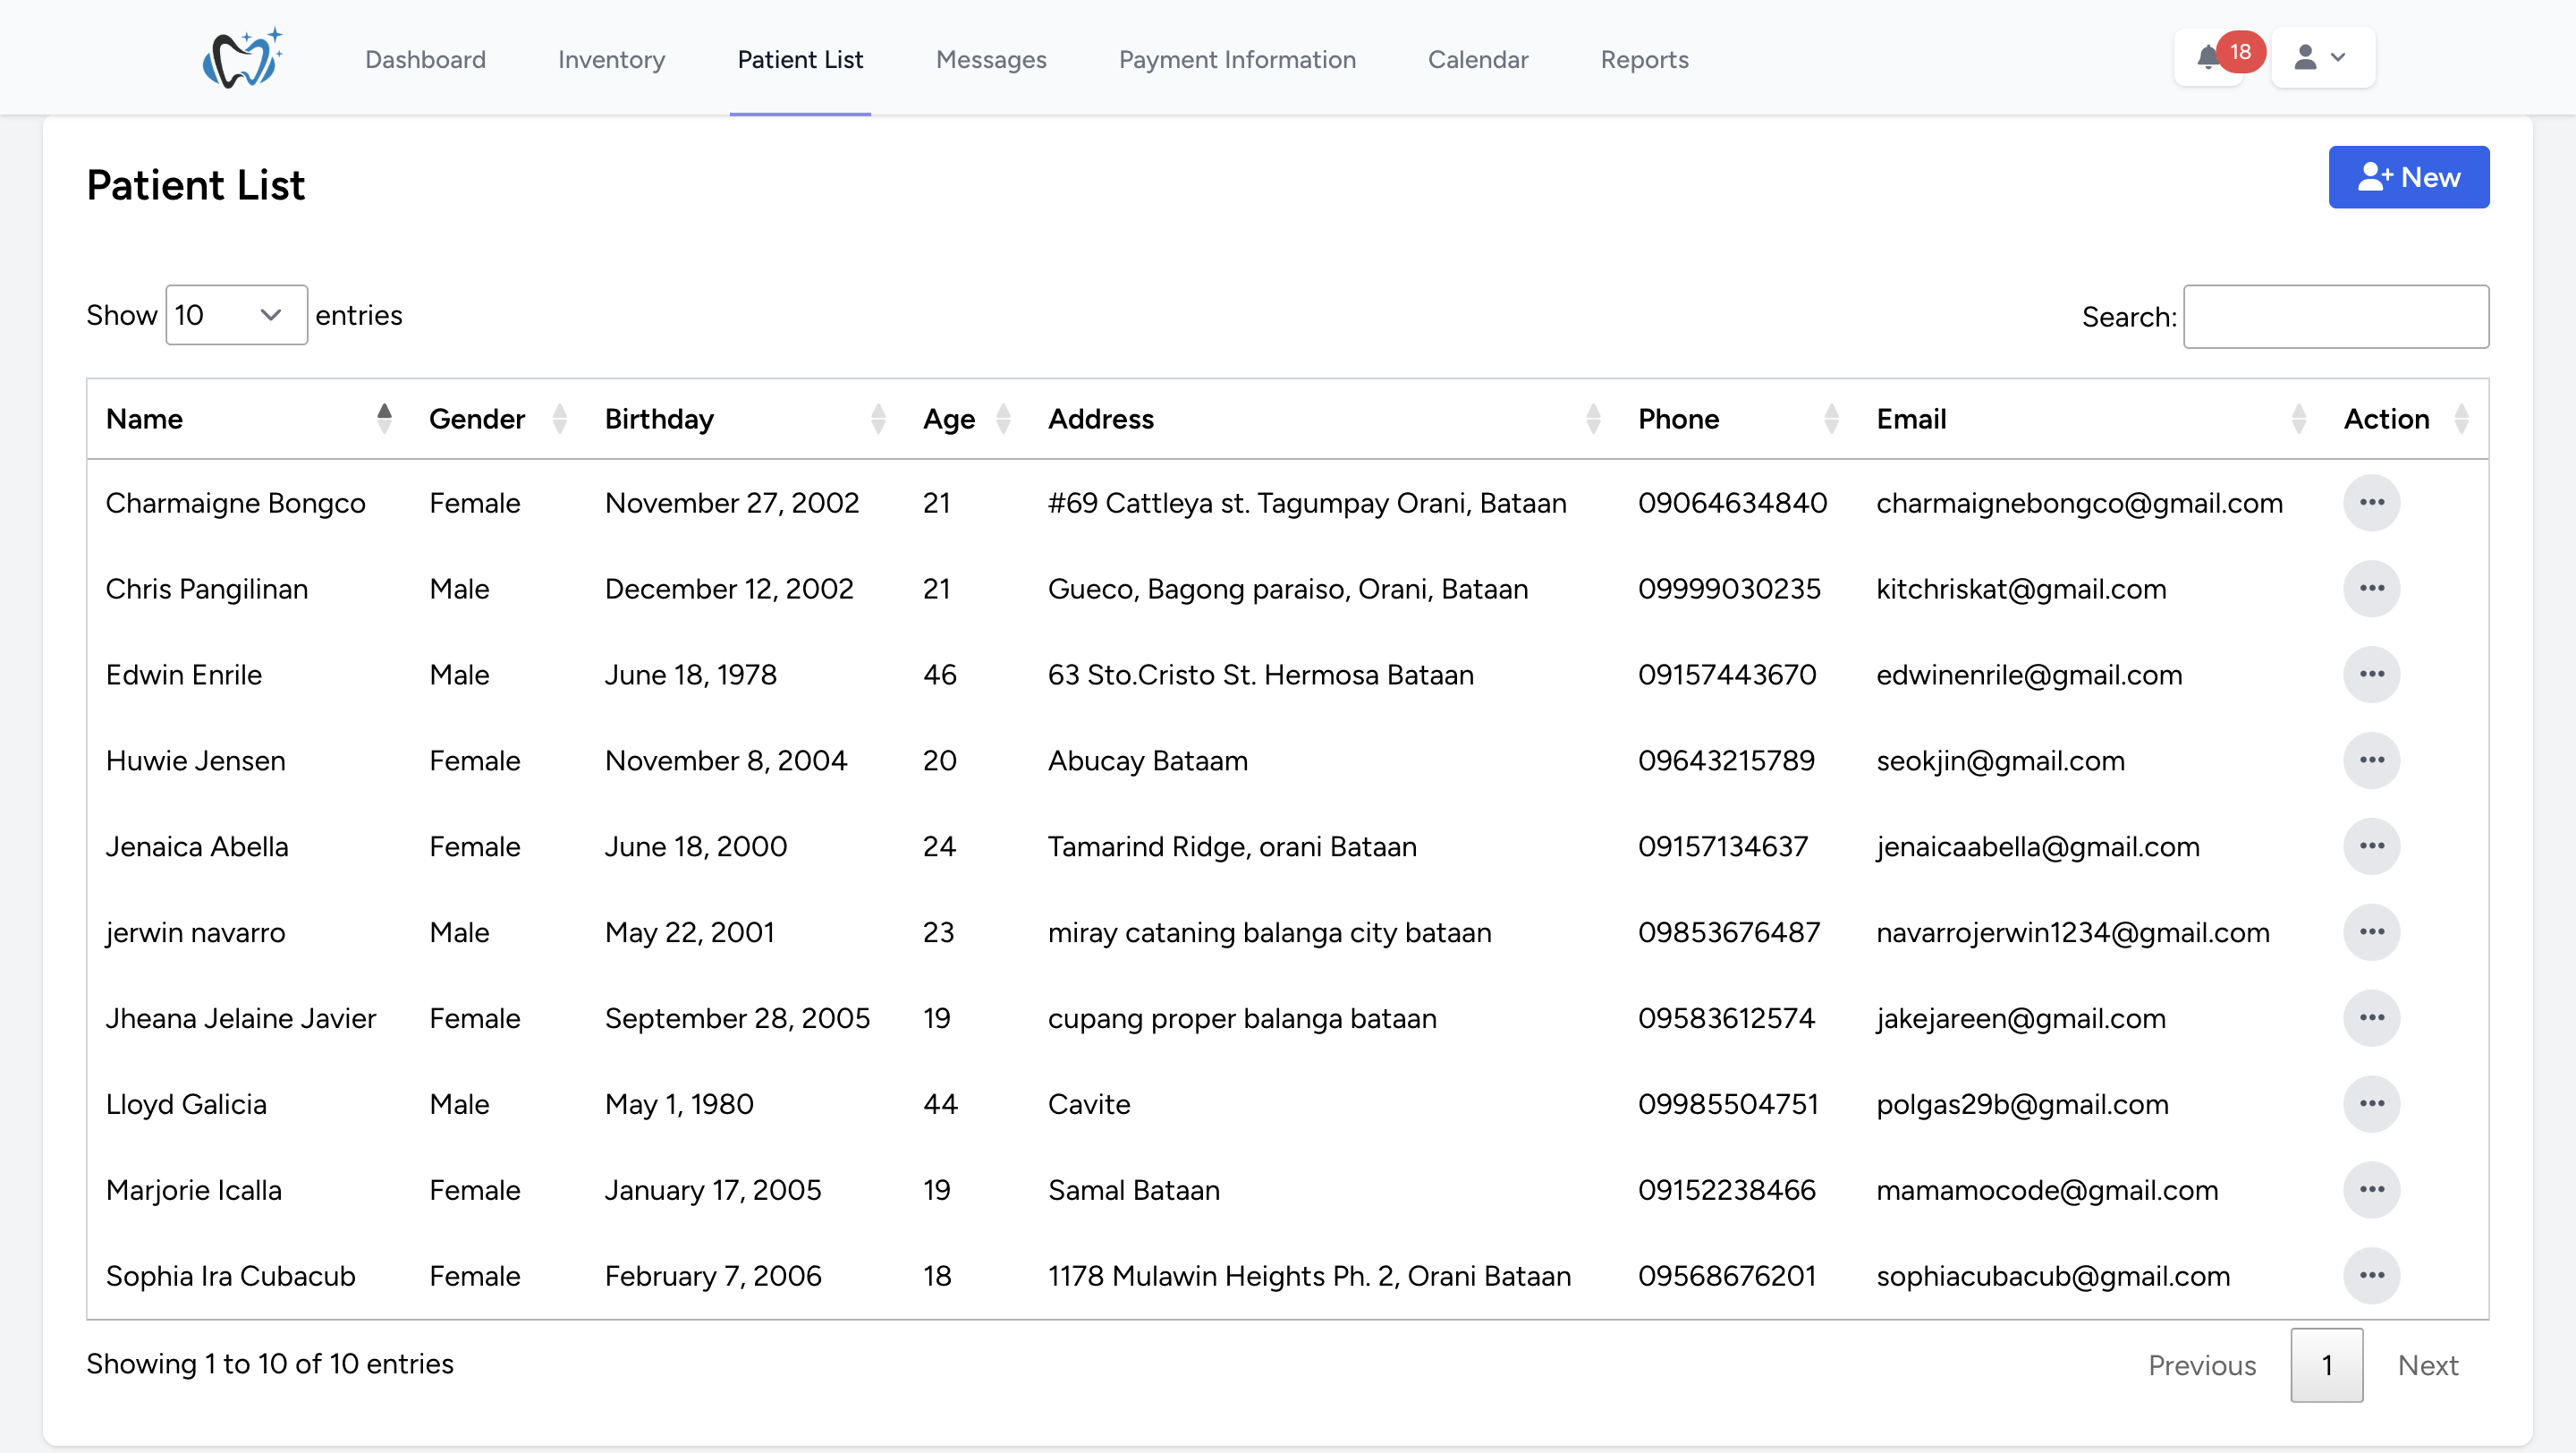 Dashboard Inventory Patient List Messages Payment Information Calendar Reports 18
Patient List New
Show 10 entries Search:
Name Gender Birthday Age Address Phone Email Action
Charmaigne Bongco Female November 27, 2002 21 #69 Cattleya st. Tagumpay Orani, Bataan 09064634840 charmaignebongco@gmail.com
Chris Pangilinan Male December 12, 2002 21 Gueco, Bagong paraiso, Orani, Bataan 09999030235 kitchriskat@gmail.com
Edwin Enrile Male June 18, 1978 46 63 Sto.Cristo St. Hermosa Bataan 09157443670 edwinenrile@gmail.com
Huwie Jensen Female November 8, 2004 20 Abucay Bataam 09643215789 seokjin@gmail.com
Jenaica Abella Female June 18, 2000 24 Tamarind Ridge, orani Bataan 09157134637 jenaicaabella@gmail.com
jerwin navarro Male May 22, 2001 23 miray cataning balanga city bataan 09853676487 navarrojerwin1234@gmail.com
Jheana Jelaine Javier Female September 28, 2005 19 cupang proper balanga bataan 09583612574 jakejareen@gmail.com
Lloyd Galicia Male May 1, 1980 44 Cavite 09985504751 polgas29b@gmail.com
Marjorie Icalla Female January 17, 2005 19 Samal Bataan 09152238466 mamamocode@gmail.com
Sophia Ira Cubacub Female February 7, 2006 18 1178 Mulawin Heights Ph. 2, Orani Bataan 09568676201 sophiacubacub@gmail.com
Showing 1 to 10 of 10 entries Previous 1 Next